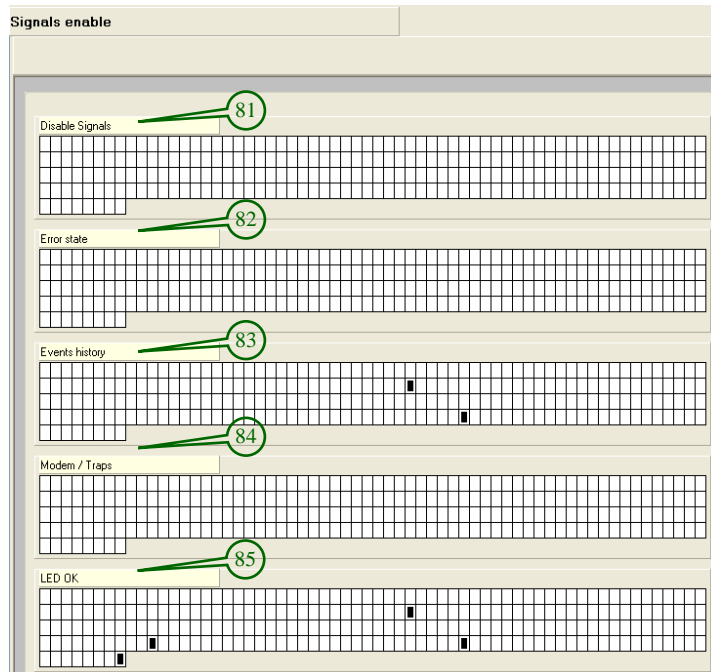 Signals enable
81
Disable Signals
82
Error state
83
Events history
84
Modem / Traps
85
LED OK